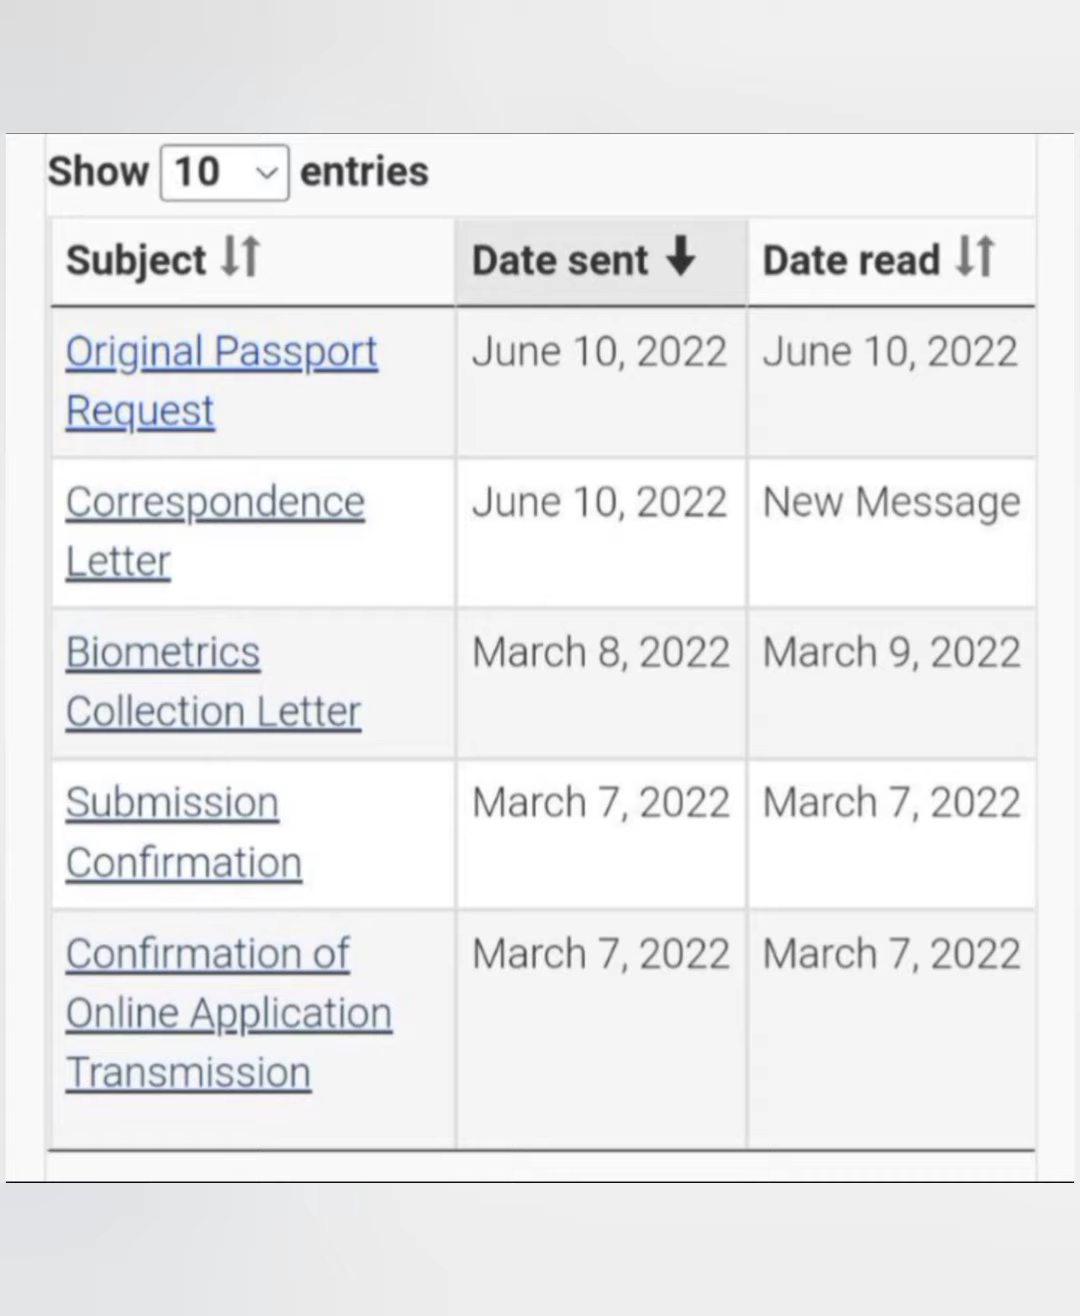 Show 10 entries
Subject Date sent Date read
Original Passport Request June 10, 2022 June 10, 2022
Correspondence Letter June 10, 2022 New Message
Biometrics Collection Letter March 8, 2022 March 9, 2022
Submission Confirmation March 7, 2022 March 7, 2022
Confirmation of Online Application Transmission March 7, 2022 March 7, 2022